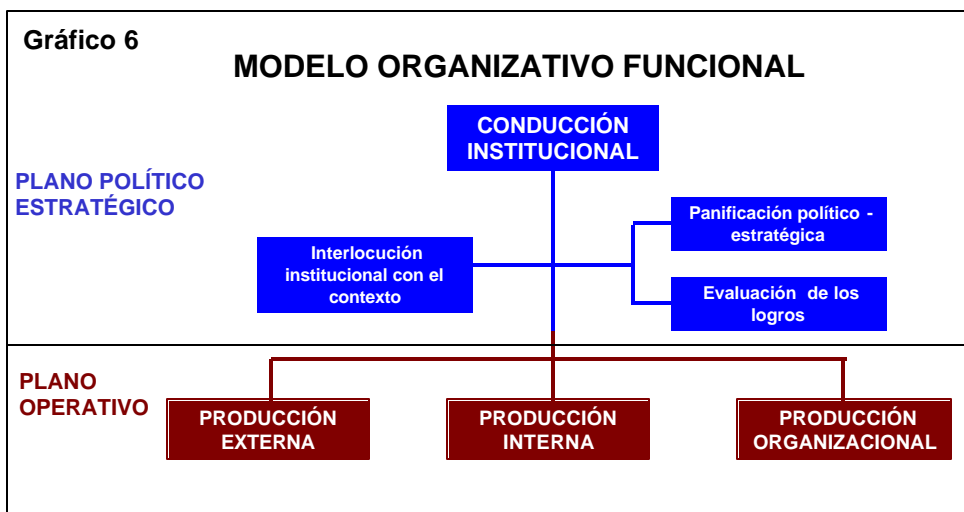 Gráfico 6
MODELO ORGANIZATIVO FUNCIONAL
CONDUCCIÓN
INSTITUCIONAL
PLANO POLÍTICO
ESTRATÉGICO
Panificación político -
estratégica
Interlocución
institucional con el
contexto
Evaluación de los
logros
PLANO
OPERATIVO
PRODUCCIÓN
EXTERNA
PRODUCCIÓN
INTERNA
PRODUCCIÓN
ORGANIZACIONAL